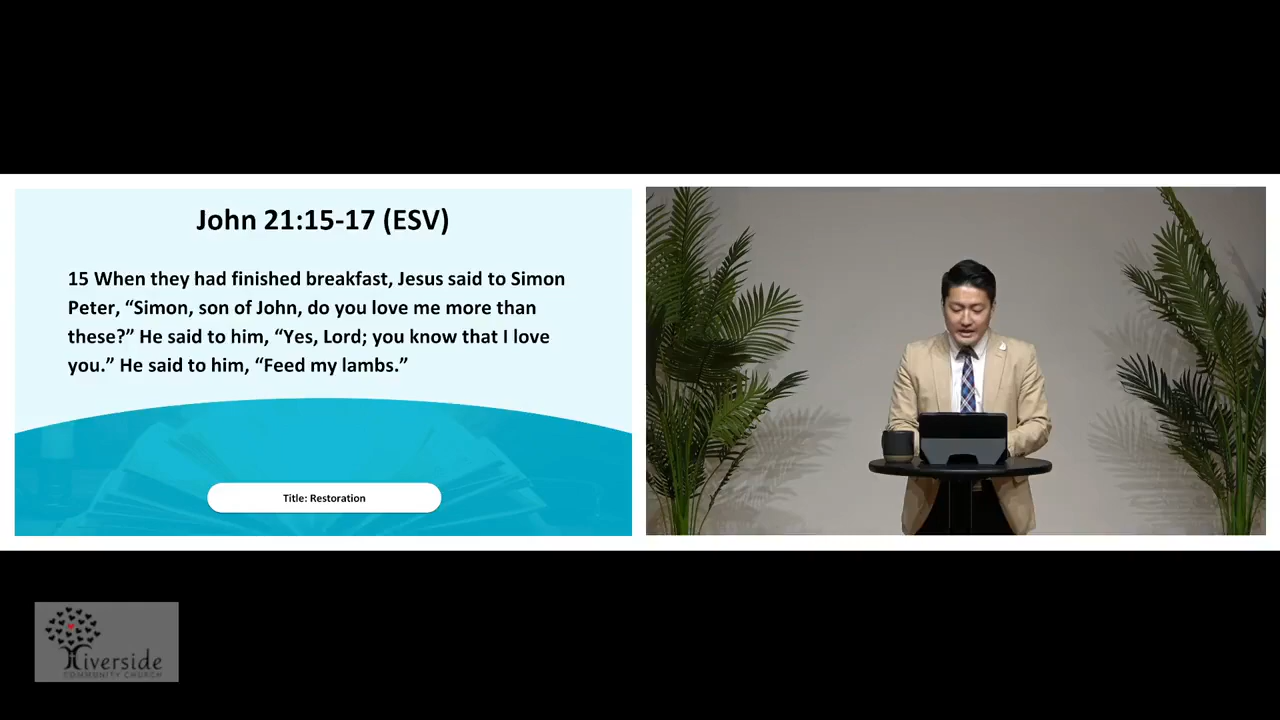 John 21:15-17 (ESV)
15 When they had finished breakfast, Jesus said to Simon
Peter, “Simon, son of John, do you love me more than
these?” He said to him, “Yes, Lord; you know that I love
you.” He said to him, “Feed my lambs.”
Title: Restoration
Riverside
COMMUNITY CHURCH